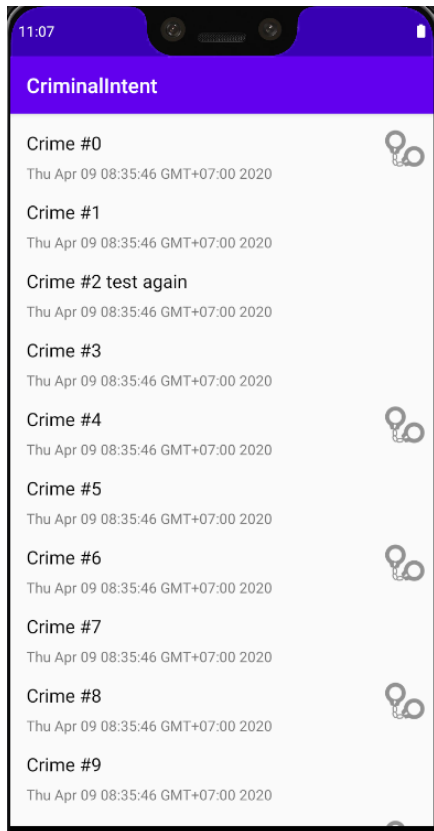 11:07
CriminalIntent
Crime #0
Thu Apr 09 08:35:46 GMT+07:00 2020
Crime #1
Thu Apr 09 08:35:46 GMT+07:00 2020
Crime #2 test again
Thu Apr 09 08:35:46 GMT+07:00 2020
Crime #3
Thu Apr 09 08:35:46 GMT+07:00 2020
Crime #4
Thu Apr 09 08:35:46 GMT+07:00 2020
Crime #5
Thu Apr 09 08:35:46 GMT+07:00 2020
Crime #6
Thu Apr 09 08:35:46 GMT+07:00 2020
Crime #7
Thu Apr 09 08:35:46 GMT+07:00 2020
Crime #8
Thu Apr 09 08:35:46 GMT+07:00 2020
Crime #9
Thu Apr 09 08:35:46 GMT+07:00 2020